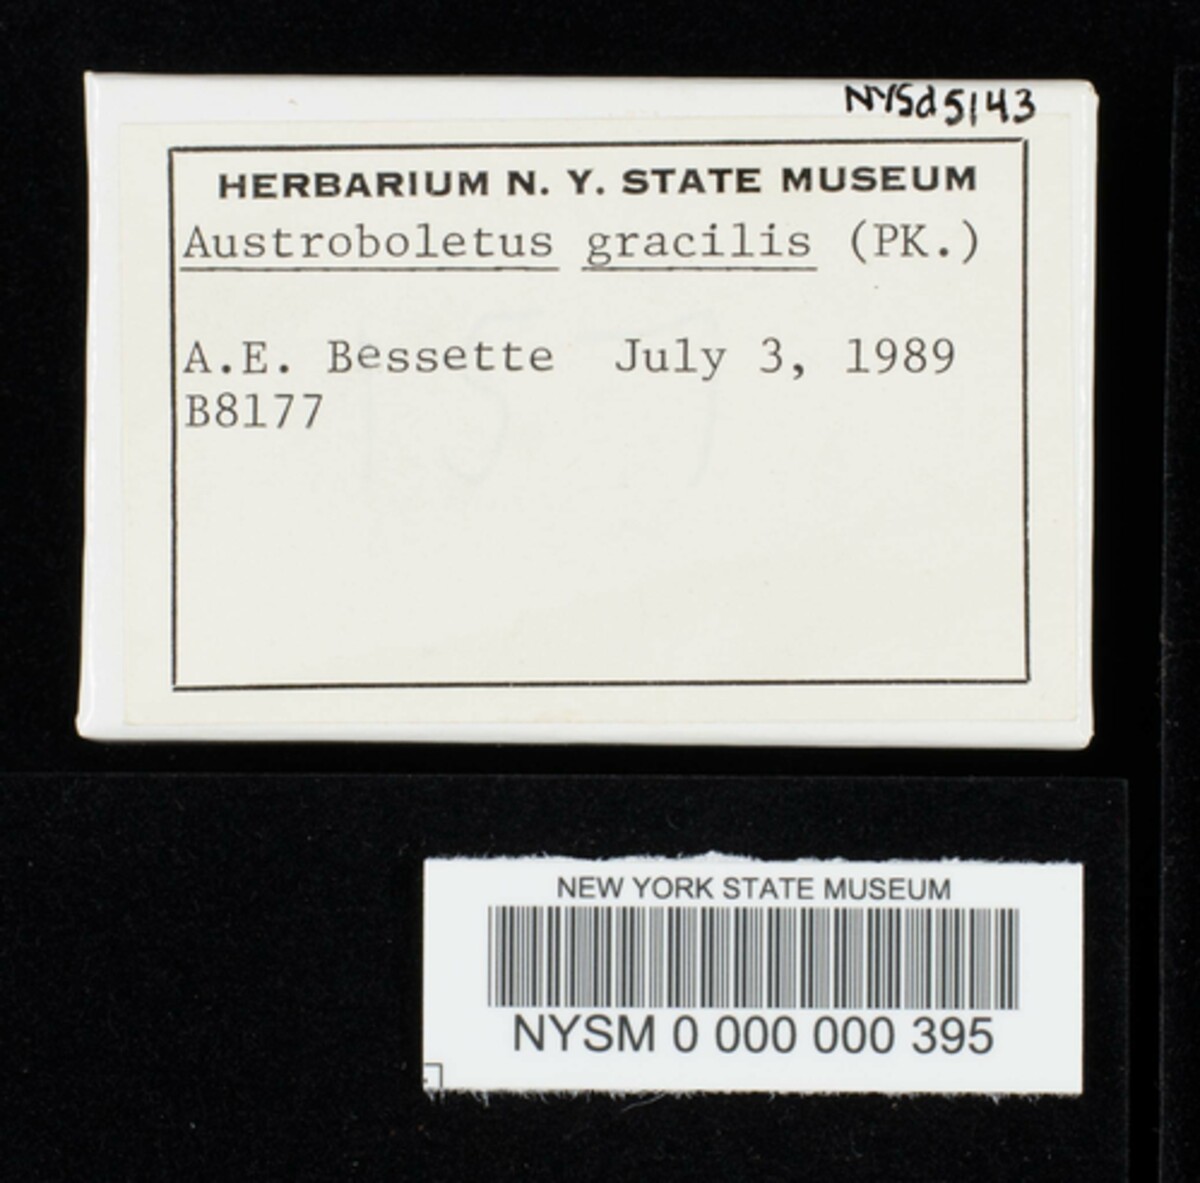 NYSd5143
HERBARIUM N. Y. STATE MUSEUM
Austroboletus gracilis (PK.)
A.E. Bessette July 3, 1989
B8177
NEW YORK STATE MUSEUM
NYSM 0 000 000 395